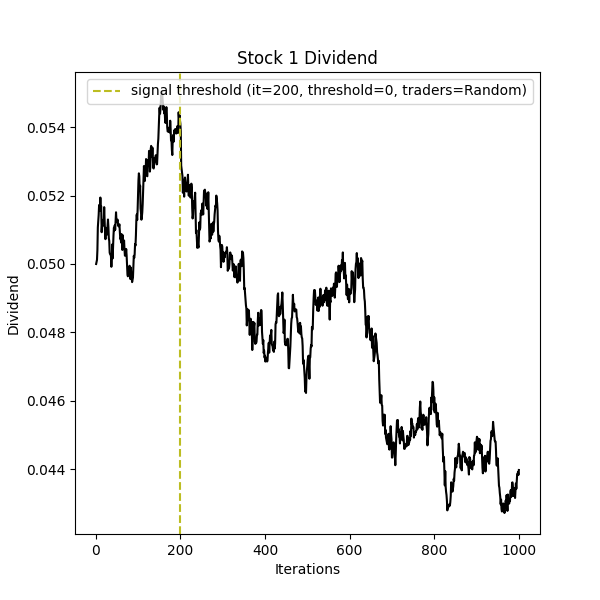 Stock 1 Dividend
signal threshold (it=200, threshold=0, traders=Random)
0.054
0.052
0.050
0.048
0.046
0.044
Dividend
0 200 400 600 800 1000
Iterations